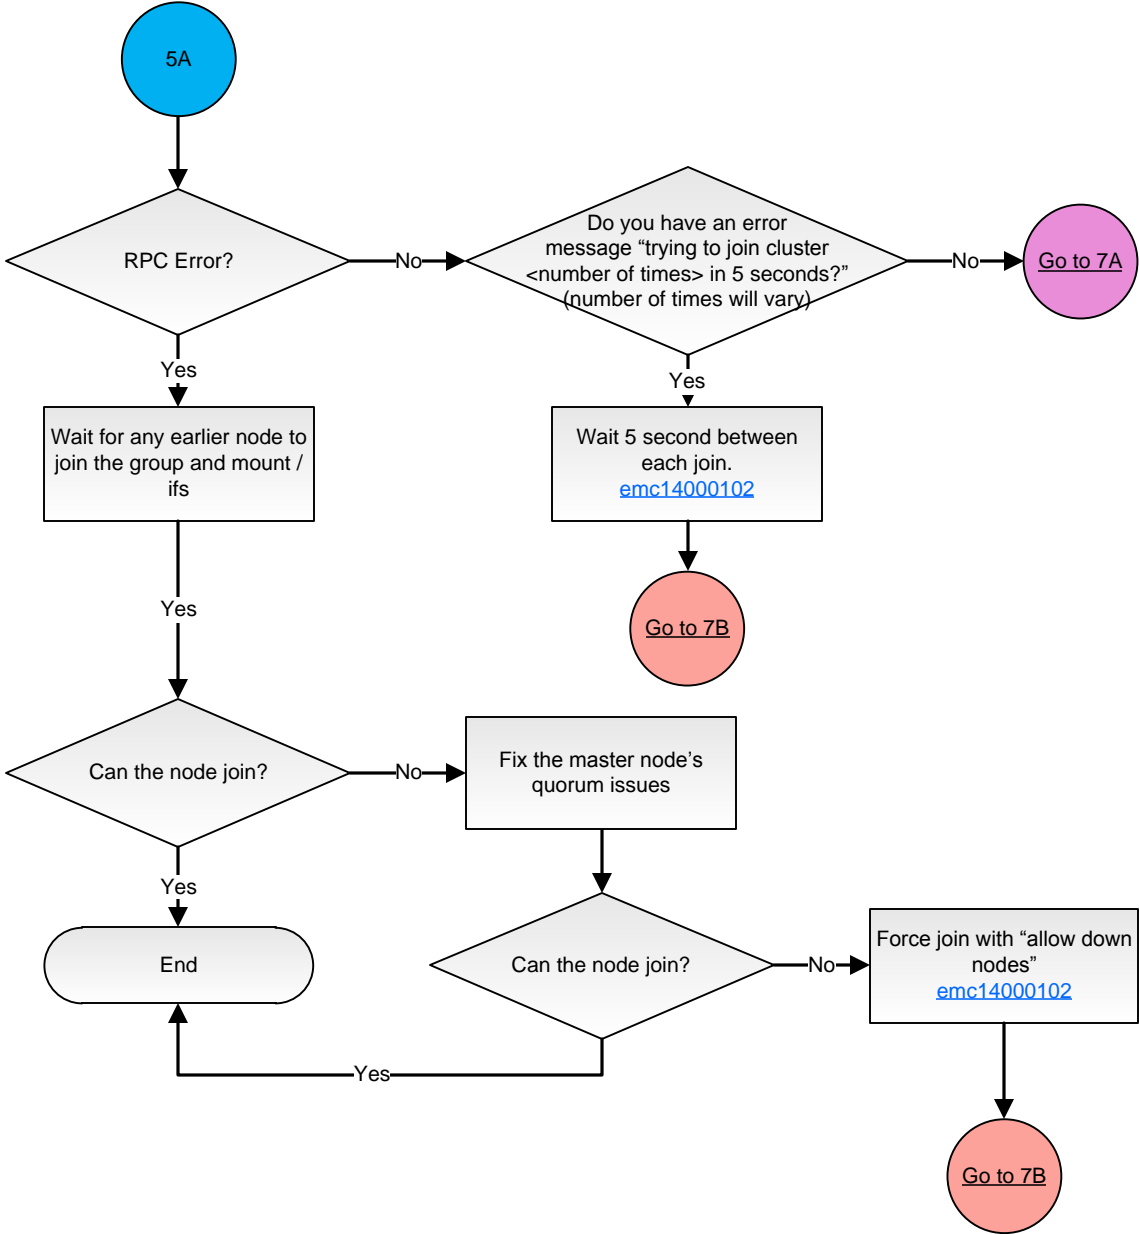 5A
RPC Error?
No
Do you have an error
message “trying to join cluster
<number of times> in 5 seconds?”
(number of times will vary)
No
Go to 7A
Yes
Wait for any earlier node to
join the group and mount /
ifs
Yes
Wait 5 second between
each join.
emc14000102
Go to 7B
Yes
Can the node join?
No
Fix the master node’s
quorum issues
Yes
End
Can the node join?
No
Force join with “allow down
nodes”
emc14000102
Yes
Go to 7B